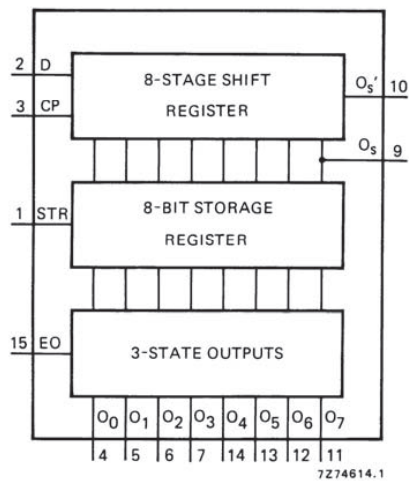 2 D
8-STAGE SHIFT
REGISTER
Os' 10
3 CP
Os 9
8-BIT STORAGE
REGISTER
1 STR
15 EO
3-STATE OUTPUTS
O0 O1 O2 O3 O4 O5 O6 O7
4 5 6 7 14 13 12 11
7Z74614.1